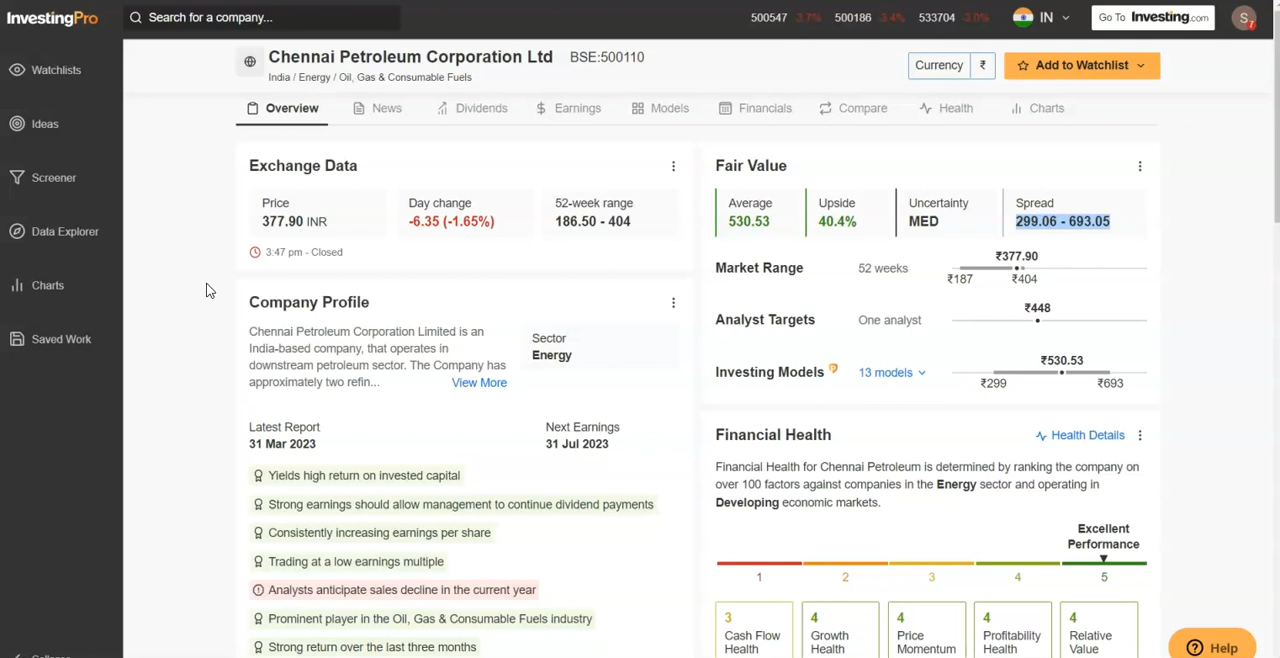 InvestingPro
Search for a company...
500547 -3.7% 500186 -3.4% 533704 -3.0%
IN
Go To Investing.com
S
7
Watchlists
Ideas
Screener
Data Explorer
Charts
Saved Work
Chennai Petroleum Corporation Ltd BSE:500110
India / Energy / Oil, Gas & Consumable Fuels
Currency ₹
Add to Watchlist
Overview News Dividends Earnings Models Financials Compare Health Charts
Exchange Data
Price Day change 52-week range
377.90 INR -6.35 (-1.65%) 186.50 - 404
3:47 pm - Closed
Company Profile
Chennai Petroleum Corporation Limited is an
India-based company, that operates in
downstream petroleum sector. The Company has
approximately two refin... View More
Sector
Energy
Latest Report Next Earnings
31 Mar 2023 31 Jul 2023
Yields high return on invested capital
Strong earnings should allow management to continue dividend payments
Consistently increasing earnings per share
Trading at a low earnings multiple
Analysts anticipate sales decline in the current year
Prominent player in the Oil, Gas & Consumable Fuels industry
Strong return over the last three months
Fair Value
Average Upside Uncertainty Spread
530.53 40.4% MED 299.06 - 693.05
Market Range 52 weeks
₹377.90
₹187 ₹404
Analyst Targets One analyst
₹448
Investing Models 13 models
₹530.53
₹299 ₹693
Financial Health Health Details
Financial Health for Chennai Petroleum is determined by ranking the company on
over 100 factors against companies in the Energy sector and operating in
Developing economic markets.
Excellent
Performance
1 2 3 4 5
3 4 4 4 4
Cash Flow Growth Price Profitability Relative
Health Health Momentum Health Value
Help